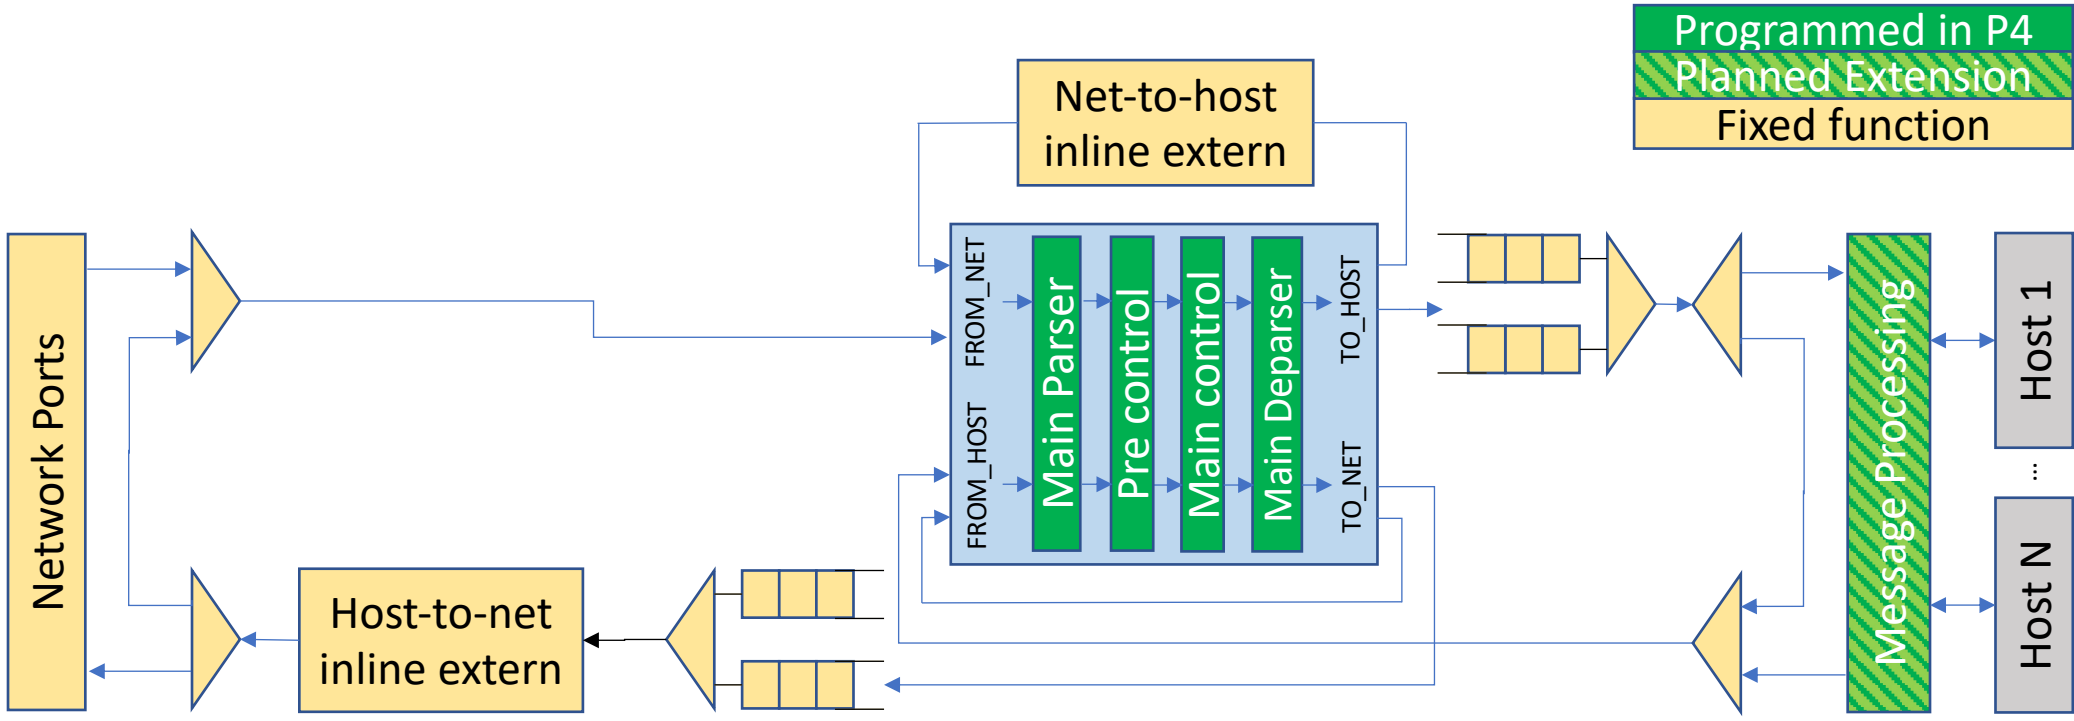 Programmed in P4
Planned Extension
Fixed function
Net-to-host
inline extern
Network Ports
FROM_NET
FROM_HOST
Main Parser
Pre control
Main control
Main Deparser
TO_HOST
TO_NET
Message Processing
Host 1
...
Host N
Host-to-net
inline extern